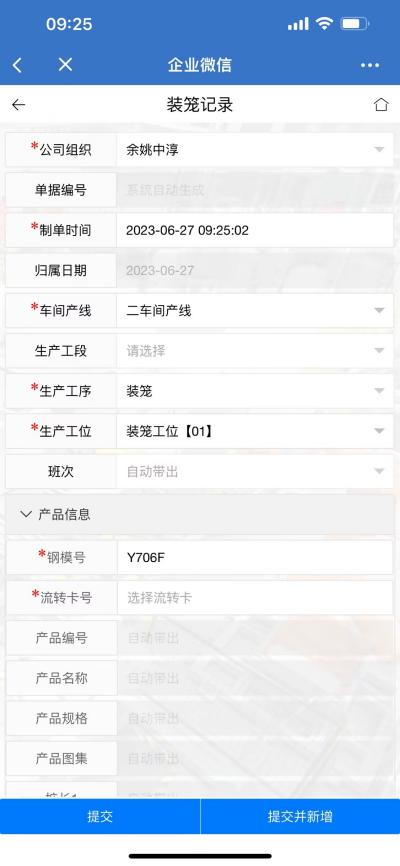 09:25
企业微信
装笼记录
*公司组织 余姚中淳
单据编号 系统自动生成
*制单时间 2023-06-27 09:25:02
归属日期 2023-06-27
*车间产线 二车间产线
生产工段 请选择
*生产工序 装笼
*生产工位 装笼工位【01】
班次 自动带出
产品信息
*钢模号 Y706F
*流转卡号 选择流转卡
产品编号 自动带出
产品名称 自动带出
产品规格 自动带出
产品图集 自动带出
提交 提交并新增